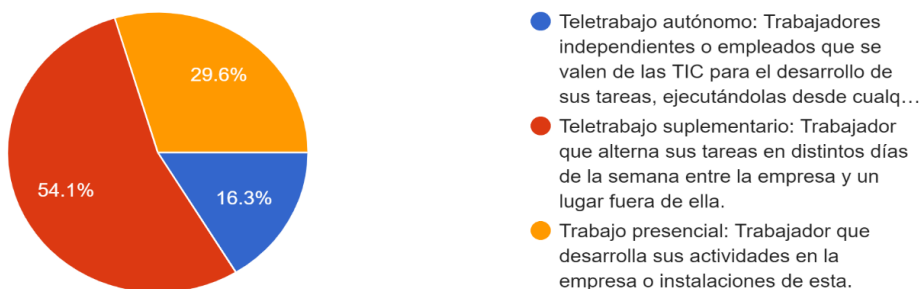 29.6%
54.1%
16.3%
Teletrabajo autónomo: Trabajadores
independientes o empleados que se
valen de las TIC para el desarrollo de
sus tareas, ejecutándolas desde cualq…
Teletrabajo suplementario: Trabajador
que alterna sus tareas en distintos días
de la semana entre la empresa y un
lugar fuera de ella.
Trabajo presencial: Trabajador que
desarrolla sus actividades en la
empresa o instalaciones de esta.